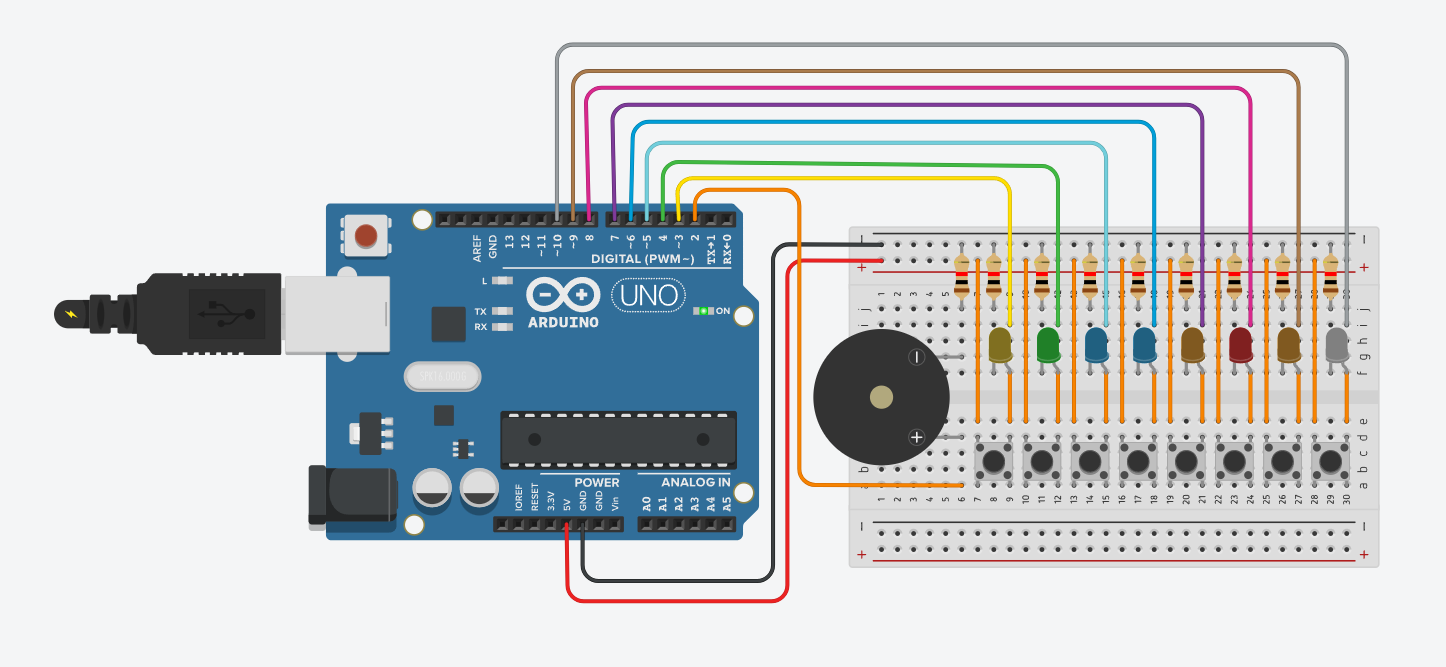 AREF
GND
13
12
~11
~10
~9
8
7
~6
~5
4
~3
2
TX→1
RX←0
DIGITAL (PWM~)
L
TX
RX
UNO
ARDUINO
ON
POWER
ANALOG IN
IOREF
RESET
3.3V
5V
GND
GND
Vin
A0
A1
A2
A3
A4
A5
− −
+ +
j j
i i
h
g
f
−
+
e
d
c
b
a a
1 2 3 4 5 6 7 8 9 10 11 12 13 14 15 16 17 18 19 20 21 22 23 24 25 26 27 28 29 30
− −
+ +